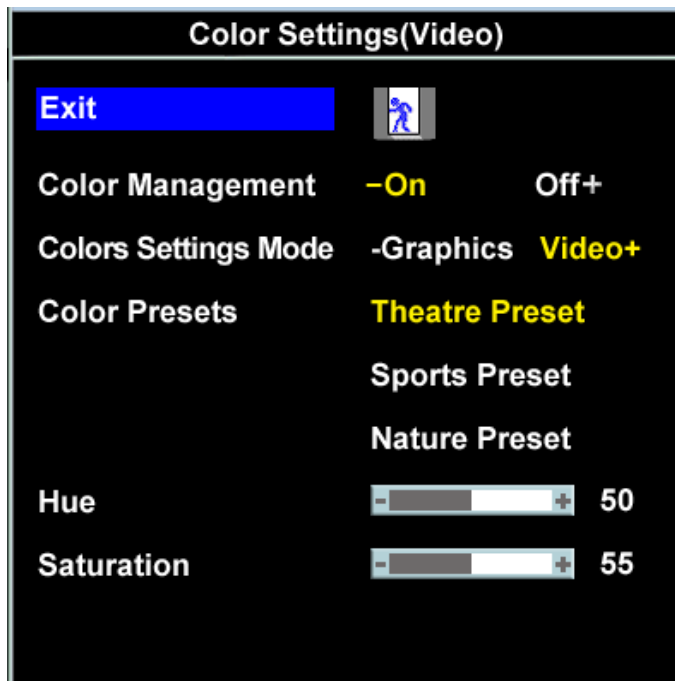 Color Settings(Video)
Exit
Color Management −On Off+
Colors Settings Mode -Graphics Video+
Color Presets Theatre Preset
Sports Preset
Nature Preset
Hue - + 50
Saturation - + 55